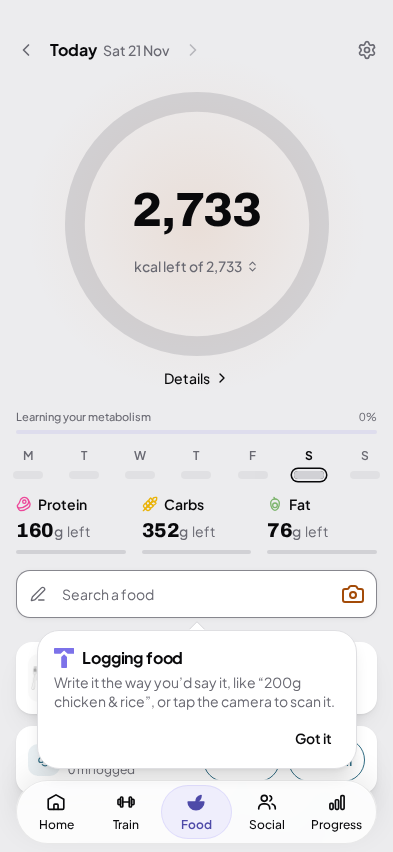 Today Sat 21 Nov
2,733
kcal left of 2,733
Details
Learning your metabolism 0%
M T W T F S S
Protein Carbs Fat
160g left 352g left 76g left
Search a food
Logging food
Write it the way you'd say it, like “200g
chicken & rice”, or tap the camera to scan it.
Got it
0 ml logged
Home Train Food Social Progress